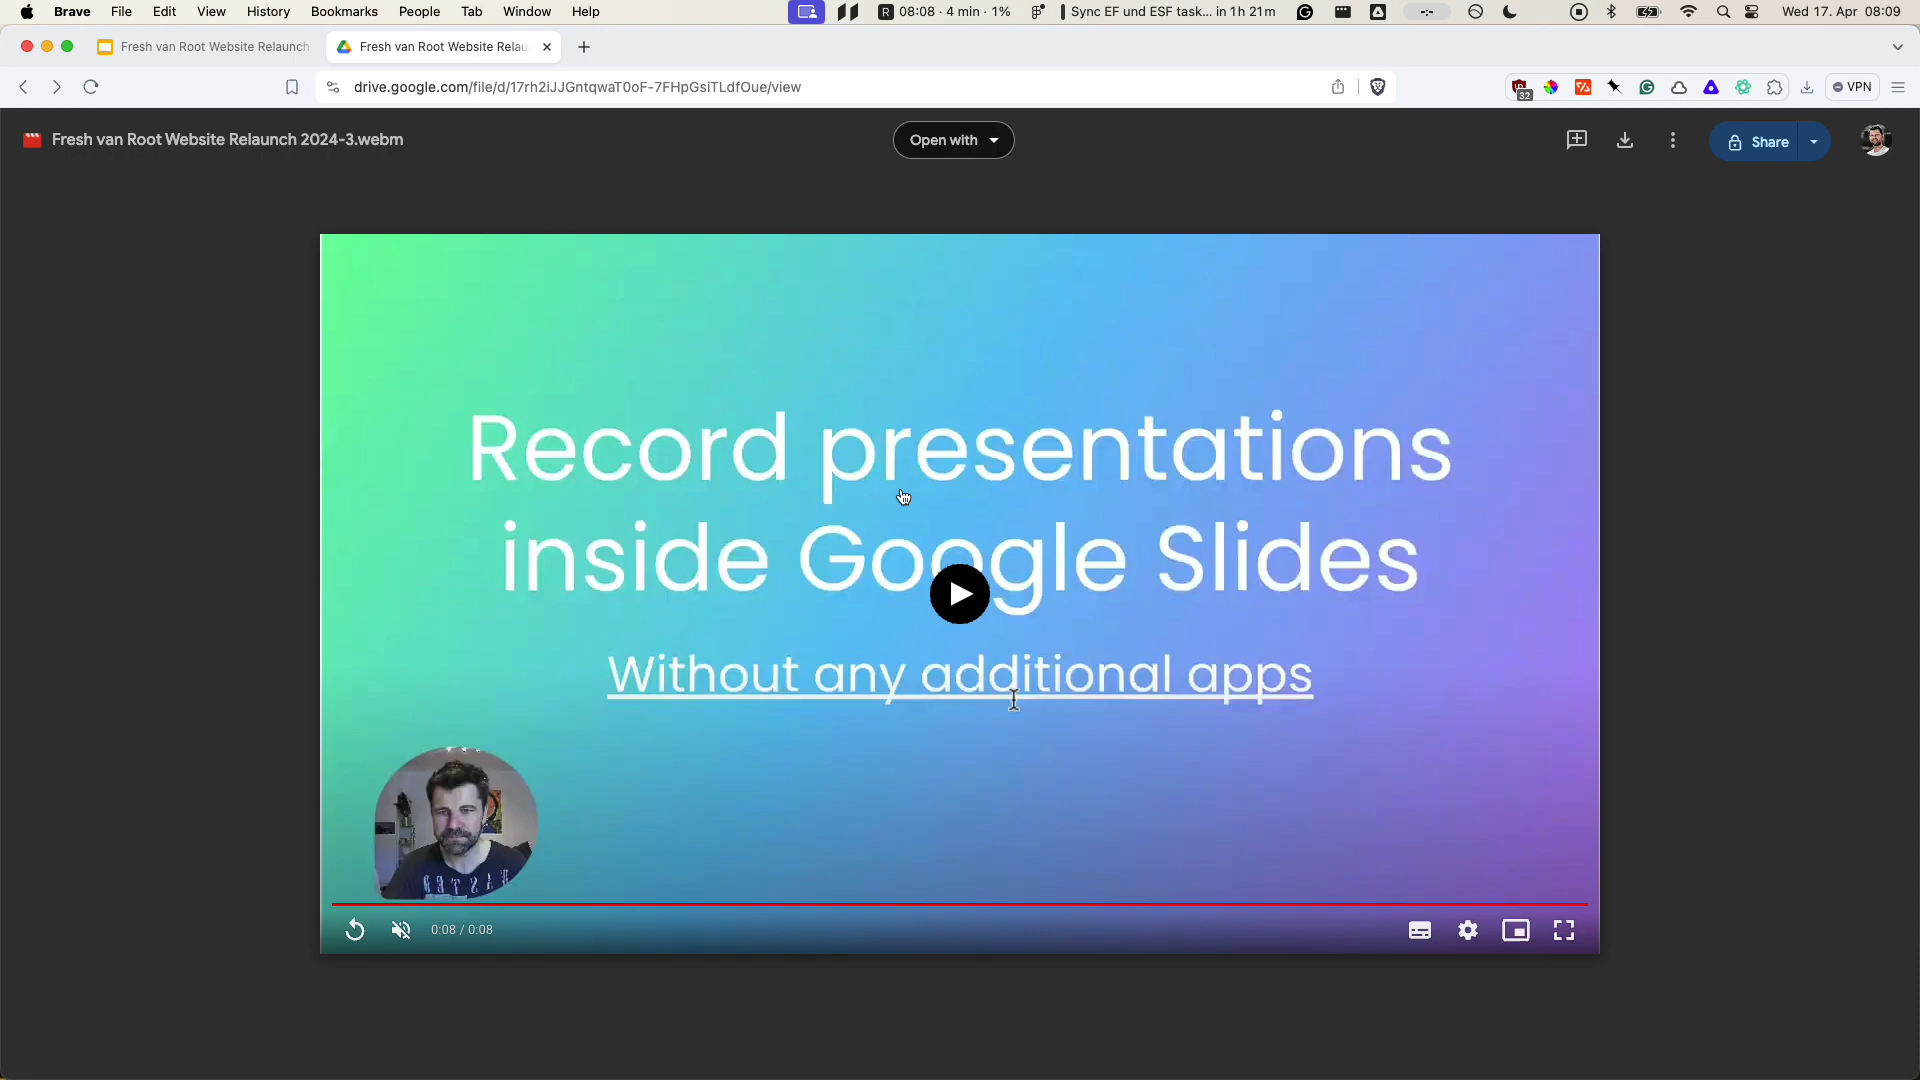 Brave File Edit View History Bookmarks People Tab Window Help
08:08 · 4 min · 1%
Sync EF und ESF task... in 1h 21m
Wed 17. Apr 08:09
Fresh van Root Website Relaunch
Fresh van Root Website Relau
drive.google.com/file/d/17rh2iJJGntqwaT0oF-7FHpGsiTLdfOue/view
32
VPN
Fresh van Root Website Relaunch 2024-3.webm
Open with
Share
Record presentations
inside Google Slides
Without any additional apps
0:08 / 0:08